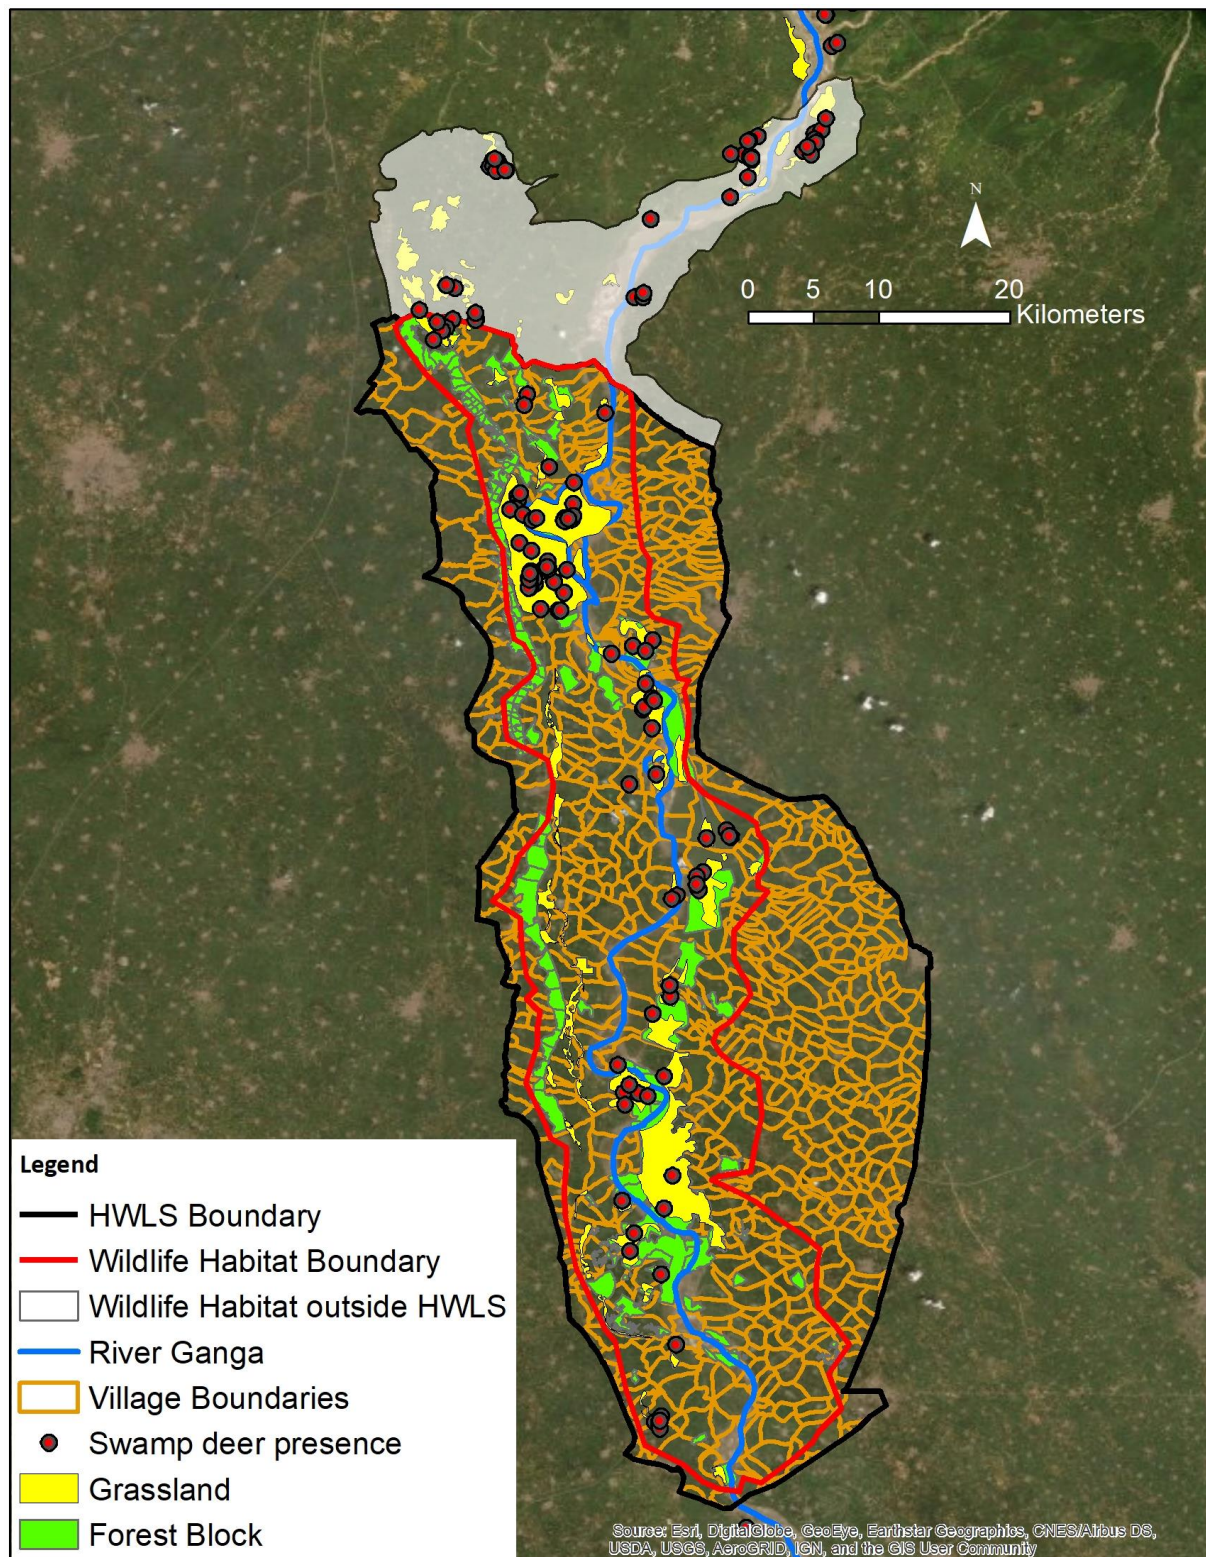 N
0 5 10 20
Kilometers
Legend
HWLS Boundary
Wildlife Habitat Boundary
Wildlife Habitat outside HWLS
River Ganga
Village Boundaries
Swamp deer presence
Grassland
Forest Block
Source: Esri, DigitalGlobe, GeoEye, Earthstar Geographics, CNES/Airbus DS,
USDA, USGS, AeroGRID, IGN, and the GIS User Community